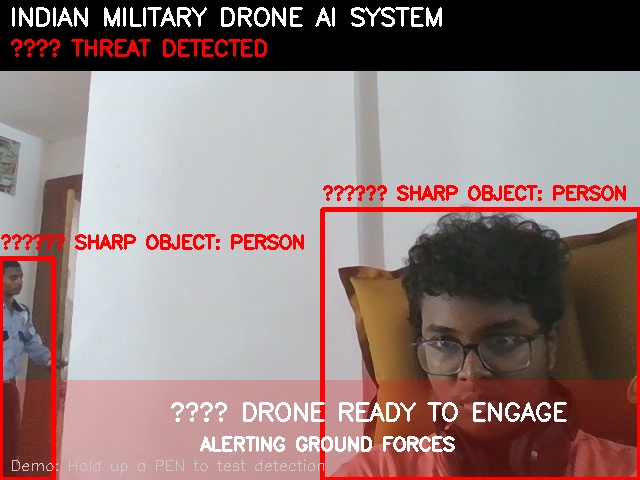 INDIAN MILITARY DRONE AI SYSTEM
???? THREAT DETECTED
?????? SHARP OBJECT: PERSON
?????? SHARP OBJECT: PERSON
???? DRONE READY TO ENGAGE
ALERTING GROUND FORCES
Demo: Hold up a PEN to test detection